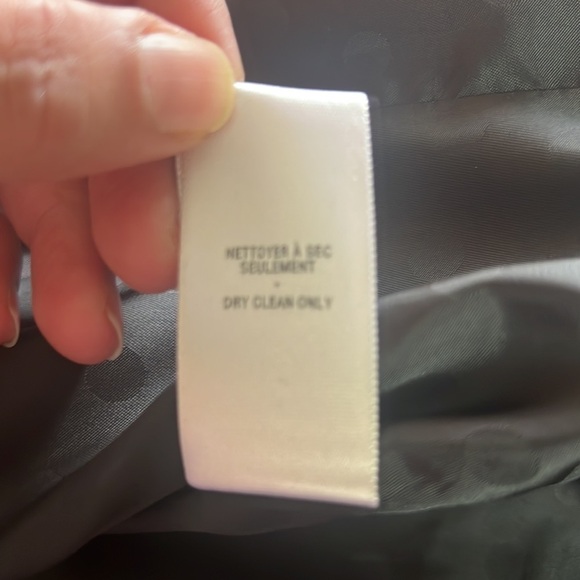 NETTOYER À SEC
SEULEMENT
-
DRY CLEAN ONLY